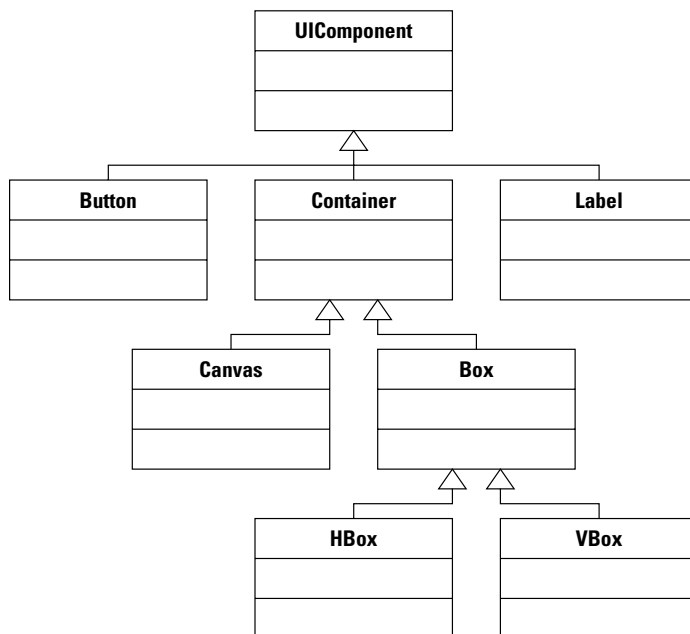 UIComponent
Button
Container
Label
Canvas
Box
HBox
VBox